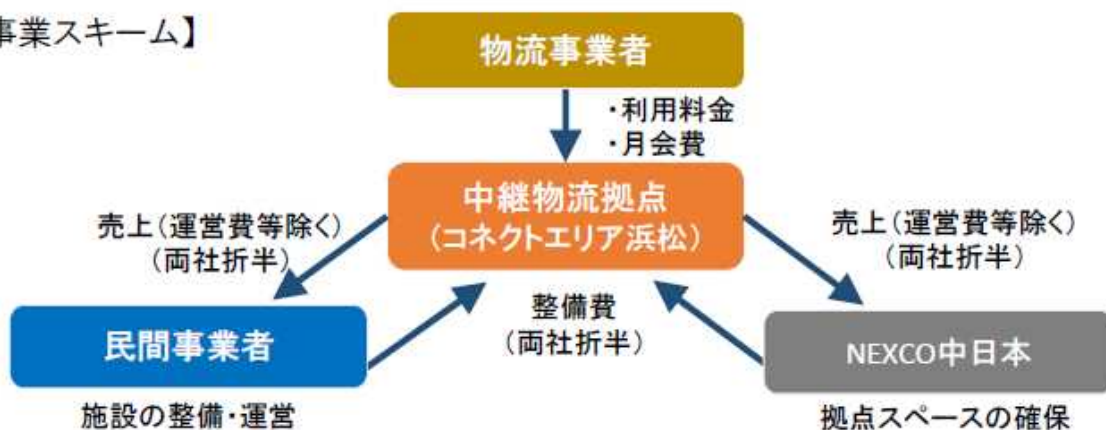 事業スキーム】
物流事業者
・利用料金
・月会費
中継物流拠点
(コネクトエリア浜松)
売上(運営費等除く)
(両社折半)
売上(運営費等除く)
(両社折半)
整備費
(両社折半)
民間事業者
NEXCO中日本
施設の整備・運営
拠点スペースの確保